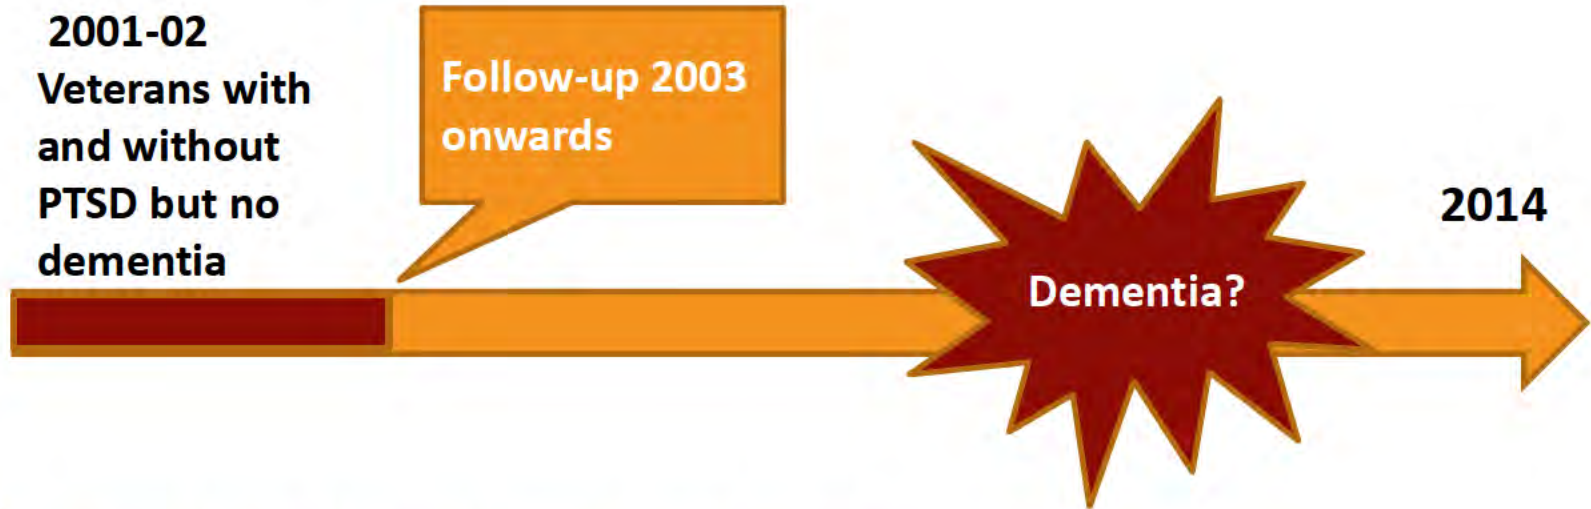 2001-02
Veterans with
and without
PTSD but no
dementia
Follow-up 2003
onwards
Dementia?
2014